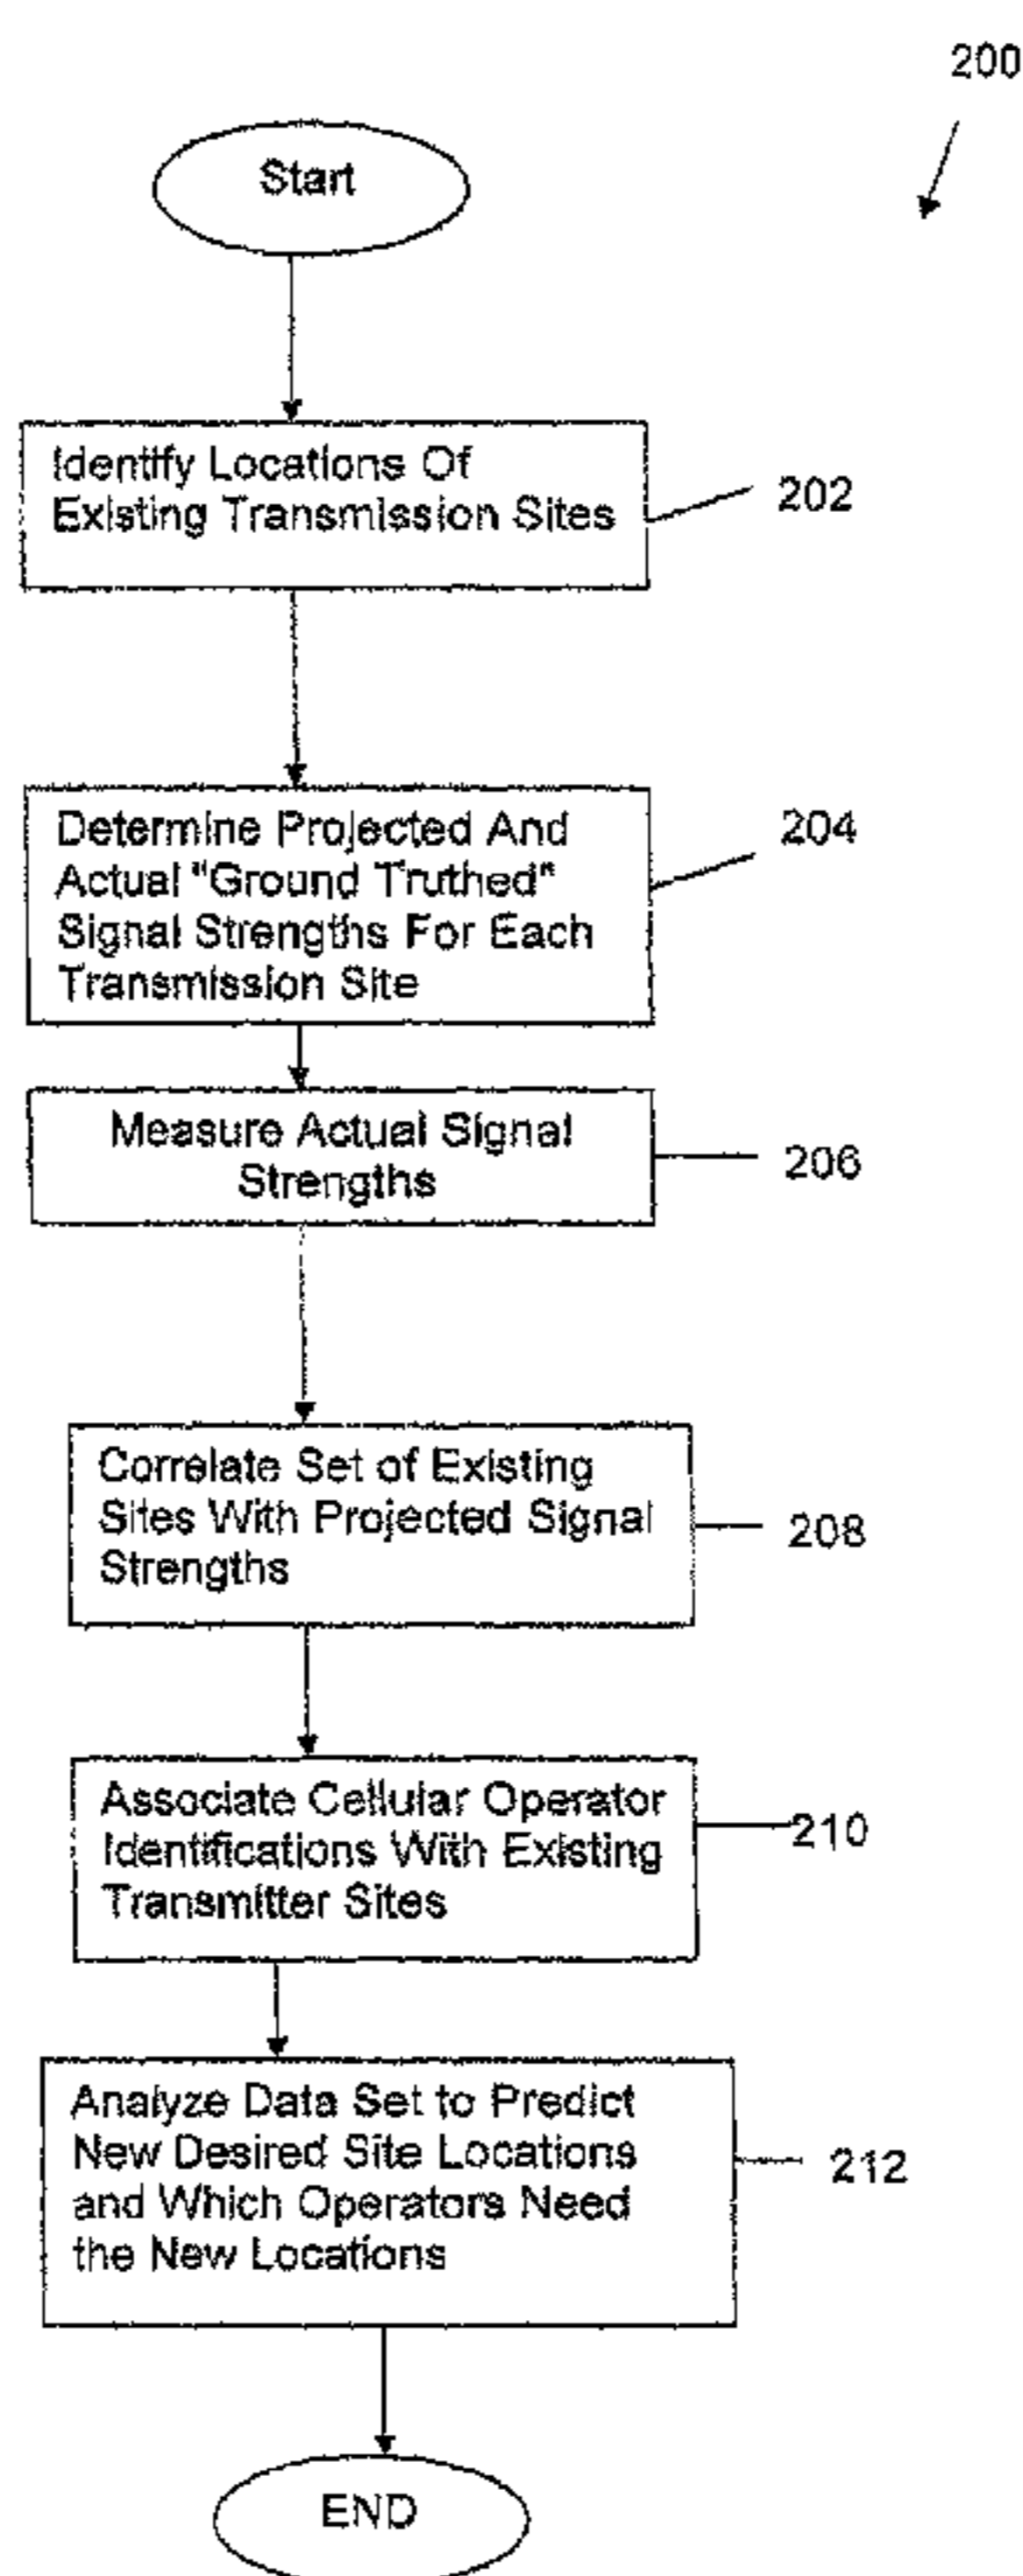 200
Start
Identify Locations Of
Existing Transmission Sites
202
Determine Projected And
Actual "Ground Truthed"
Signal Strengths For Each
Transmission Site
204
Measure Actual Signal
Strengths
206
Correlate Set of Existing
Sites With Projected Signal
Strengths
208
Associate Cellular Operator
Identifications With Existing
Transmitter Sites
210
Analyze Data Set to Predict
New Desired Site Locations
and Which Operators Need
the New Locations
212
END